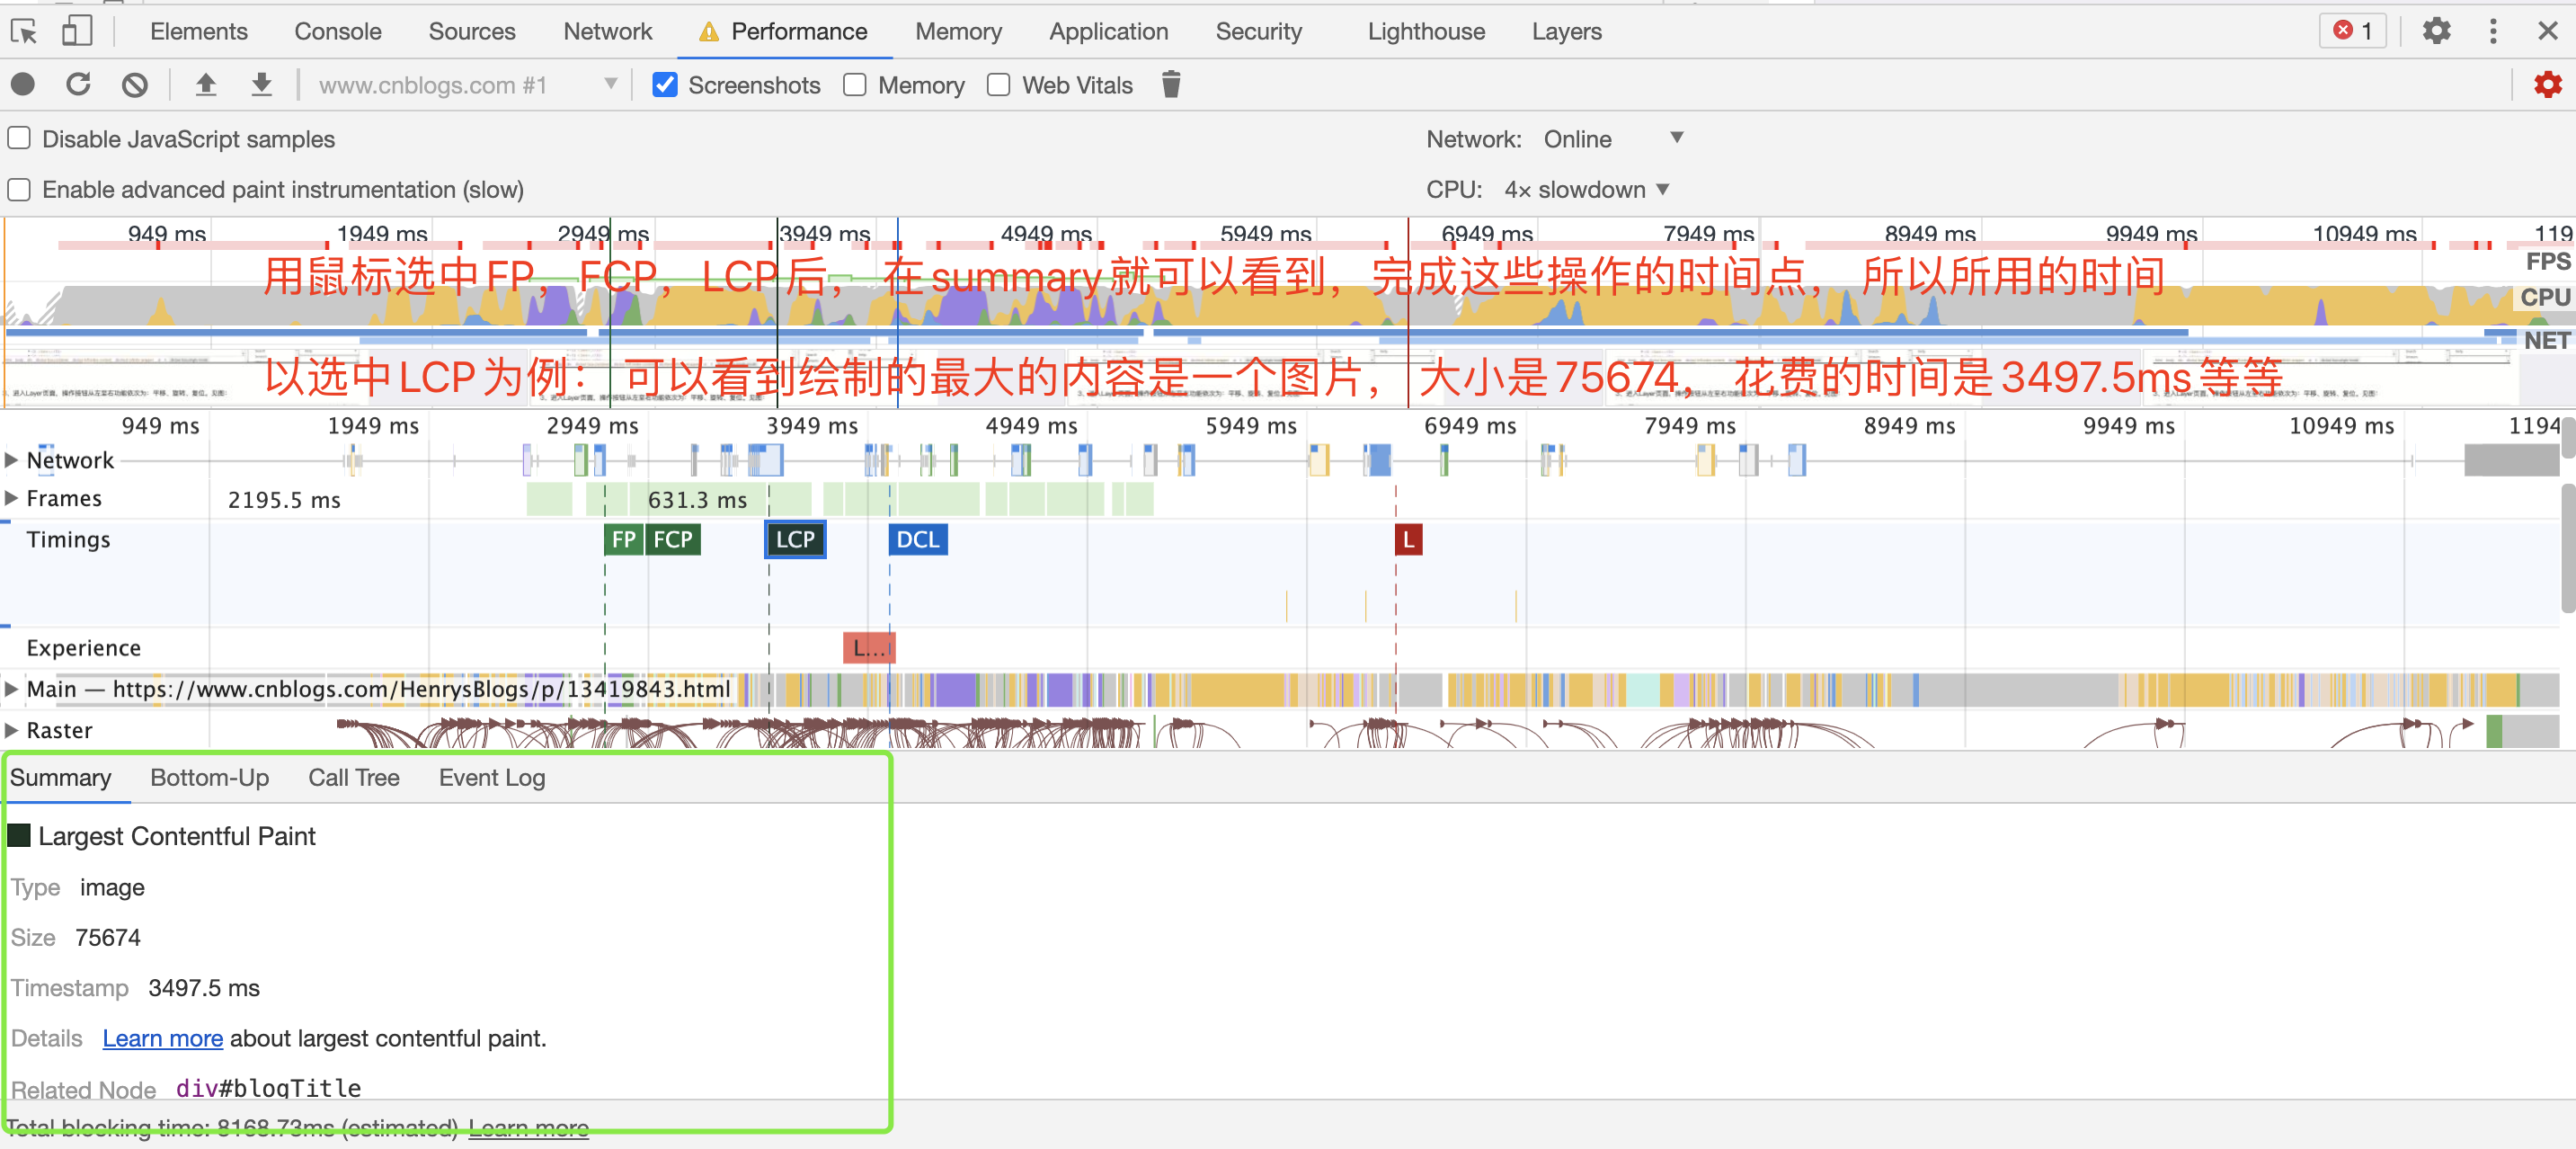 Elements Console Sources Network Performance Memory Application Security Lighthouse Layers 1
www.cnblogs.com #1 Screenshots Memory Web Vitals
Disable JavaScript samples Network: Online
Enable advanced paint instrumentation (slow) CPU: 4× slowdown
949 ms 1949 ms 2949 ms 3949 ms 4949 ms 5949 ms 6949 ms 7949 ms 8949 ms 9949 ms 10949 ms 119
FPS
用鼠标选中FP，FCP，LCP后，在summary就可以看到，完成这些操作的时间点，所以所用的时间
CPU
NET
以选中LCP为例：可以看到绘制的最大的内容是一个图片，大小是75674，花费的时间是3497.5ms等等
949 ms 1949 ms 2949 ms 3949 ms 4949 ms 5949 ms 6949 ms 7949 ms 8949 ms 9949 ms 10949 ms 1194
Network
Frames 2195.5 ms 631.3 ms
Timings FP FCP LCP DCL L
Experience L...
Main — https://www.cnblogs.com/HenrysBlogs/p/13419843.html
Raster
Summary Bottom-Up Call Tree Event Log
Largest Contentful Paint
Type image
Size 75674
Timestamp 3497.5 ms
Details Learn more about largest contentful paint.
Related Node div#blogTitle
Total blocking time: 8168.73ms (estimated) Learn more